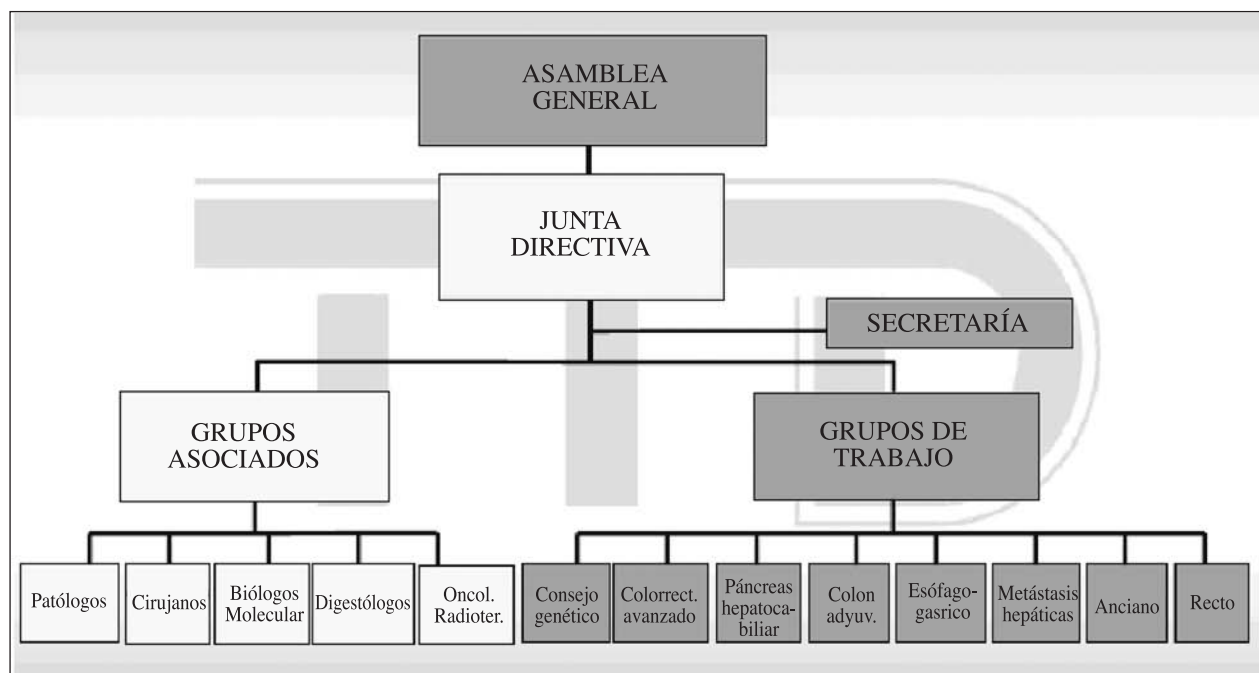 ASAMBLEA
GENERAL
JUNTA
DIRECTIVA
SECRETARÍA
GRUPOS
ASOCIADOS
GRUPOS DE
TRABAJO
Patólogos
Cirujanos
Biólogos
Molecular
Digestólogos
Oncol.
Radioter.
Consejo
genético
Colorrect.
avanzado
Páncreas
hepatoca-
biliar
Colon
adyuv.
Esófago-
gasrico
Metástasis
hepáticas
Anciano
Recto